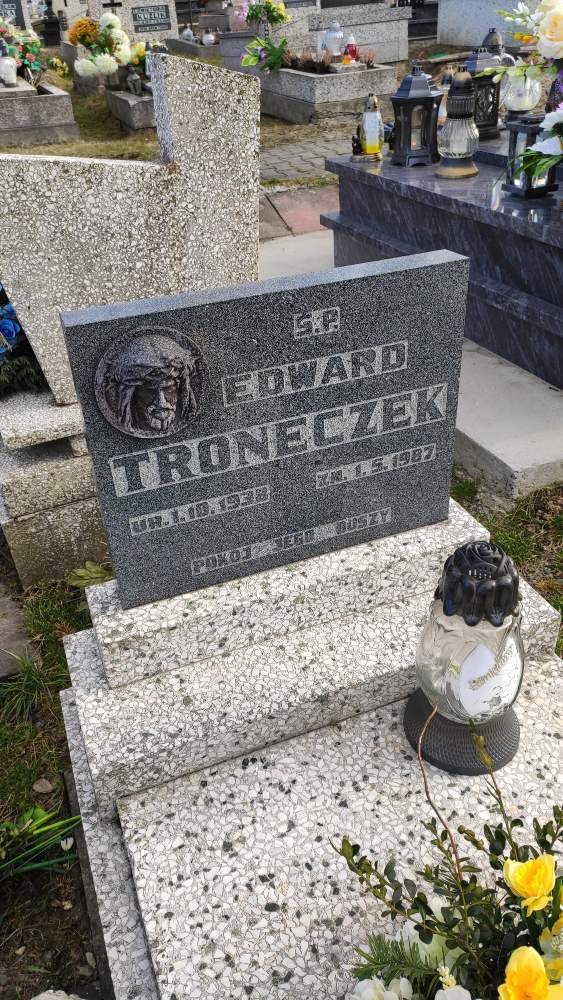 Ś.P.
EDWARD
TRONECZEK
UR. 1.10.1938 ZM. 1.5.1987
POKÓJ JEGO DUSZY